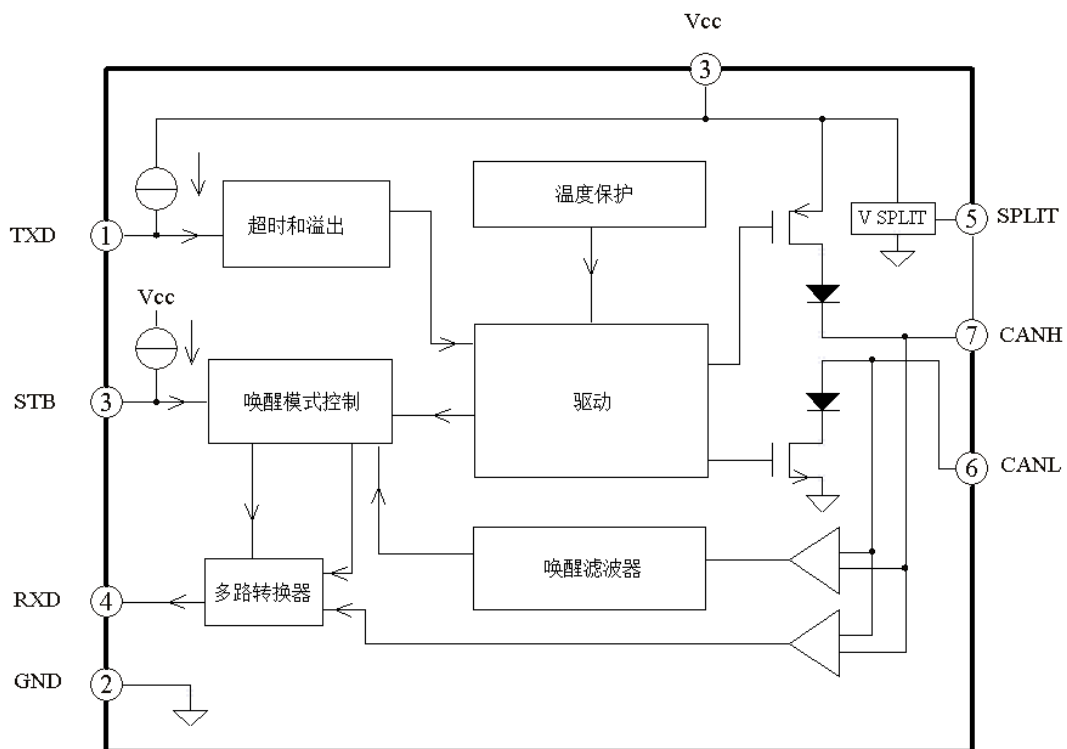 Vcc
③
温度保护
超时和溢出
TXD
①
V SPLIT
⑤
SPLIT
Vcc
⑦
CANH
STB
③
唤醒模式控制
驱动
⑥
CANL
唤醒滤波器
RXD
④
多路转换器
GND
②